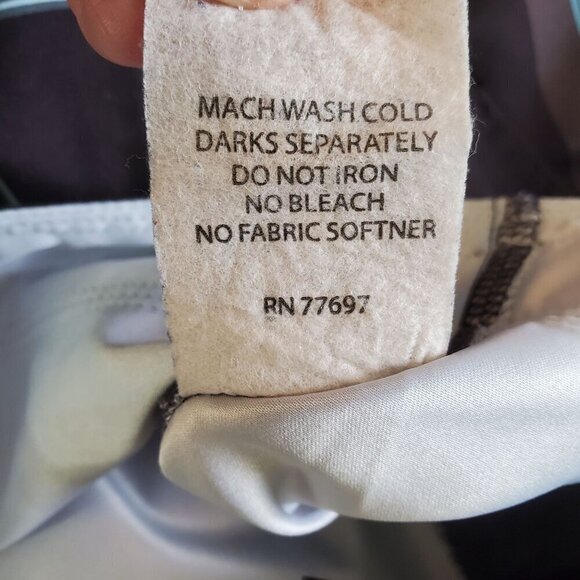 MACH WASH COLD
DARKS SEPARATELY
DO NOT IRON
NO BLEACH
NO FABRIC SOFTNER
RN 77697